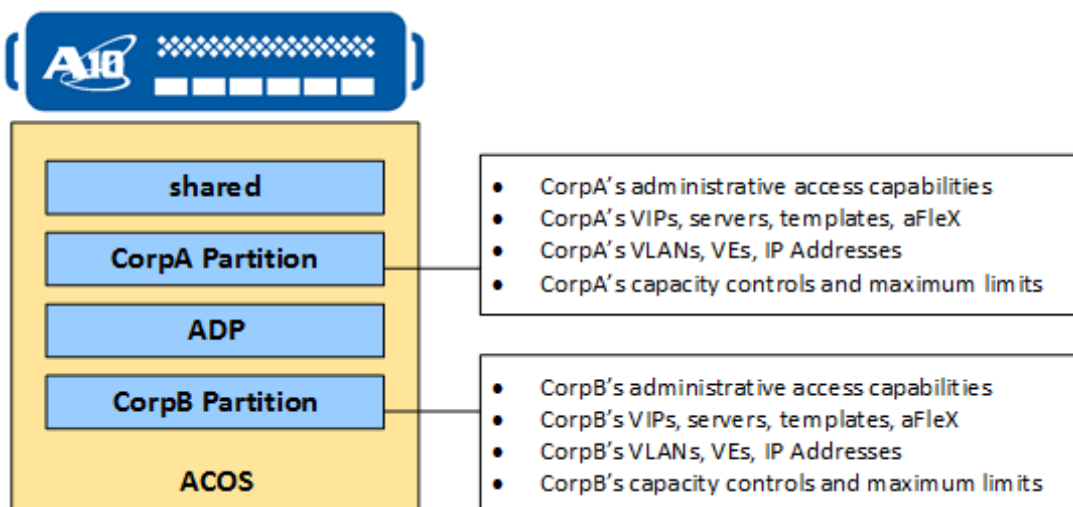 A10
shared
CorpA Partition
ADP
CorpB Partition
ACOS
• CorpA's administrative access capabilities
• CorpA's VIPs, servers, templates, aFleX
• CorpA's VLANs, VEs, IP Addresses
• CorpA's capacity controls and maximum limits
• CorpB's administrative access capabilities
• CorpB's VIPs, servers, templates, aFleX
• CorpB's VLANs, VEs, IP Addresses
• CorpB's capacity controls and maximum limits